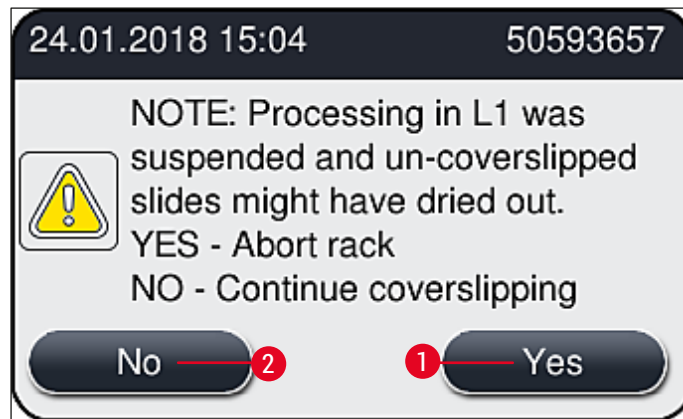 24.01.2018 15:04 50593657
NOTE: Processing in L1 was
suspended and un-coverslipped
slides might have dried out.
YES - Abort rack
NO - Continue coverslipping
No 2 1 Yes